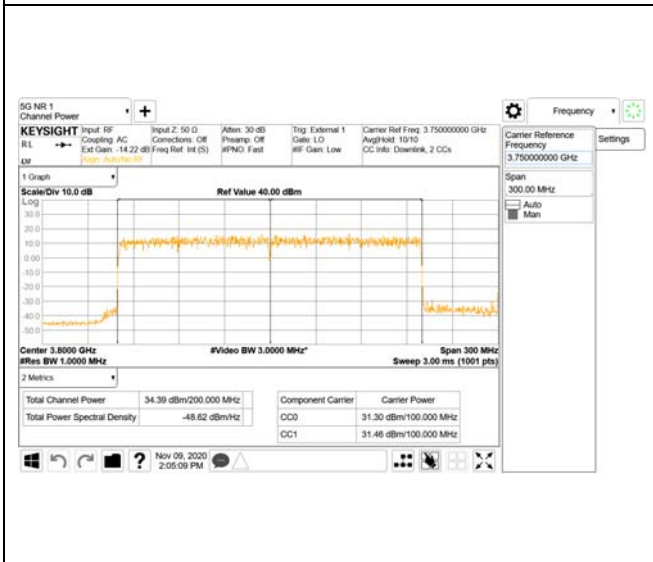 5G NR 1
Channel Power
+
Frequency
KEYSIGHT
RL
Input: RF
Coupling: AC
Ext Gain: -14.22 dB
Align: Auto/No RF
Input Z: 50 Ω
Corrections: Off
Freq Ref: Int (S)
Atten: 30 dB
Preamp: Off
#PNO: Fast
Trig: External 1
Gate: LO
#IF Gain: Low
Carrier Ref Freq: 3.750000000 GHz
Avg|Hold: 10/10
CC Info: Downlink, 2 CCs
Carrier Reference
Frequency
3.750000000 GHz
Settings
Span
300.00 MHz
Auto
Man
1 Graph
Scale/Div 10.0 dB
Ref Value 40.00 dBm
Log
30.0
20.0
10.0
0.00
-10.0
-20.0
-30.0
-40.0
-50.0
Center 3.8000 GHz
#Video BW 3.0000 MHz*
Span 300 MHz
#Res BW 1.0000 MHz
Sweep 3.00 ms (1001 pts)
2 Metrics
Total Channel Power 34.39 dBm/200.000 MHz
Total Power Spectral Density -48.62 dBm/Hz
Component Carrier Carrier Power
CC0 31.30 dBm/100.000 MHz
CC1 31.46 dBm/100.000 MHz
?
Nov 09, 2020
2:05:09 PM